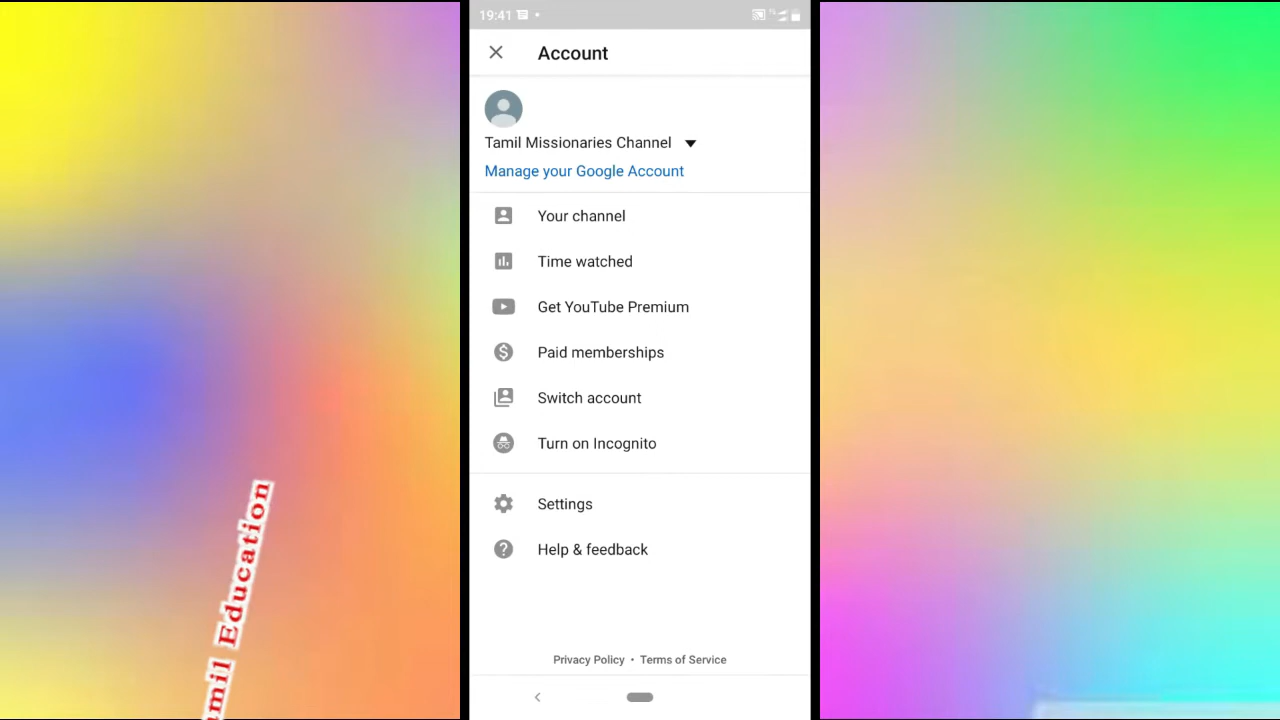 19:41
Account
Tamil Missionaries Channel
Manage your Google Account
Your channel
Time watched
Get YouTube Premium
Paid memberships
Switch account
Turn on Incognito
Settings
Help & feedback
Privacy Policy • Terms of Service
amil Education